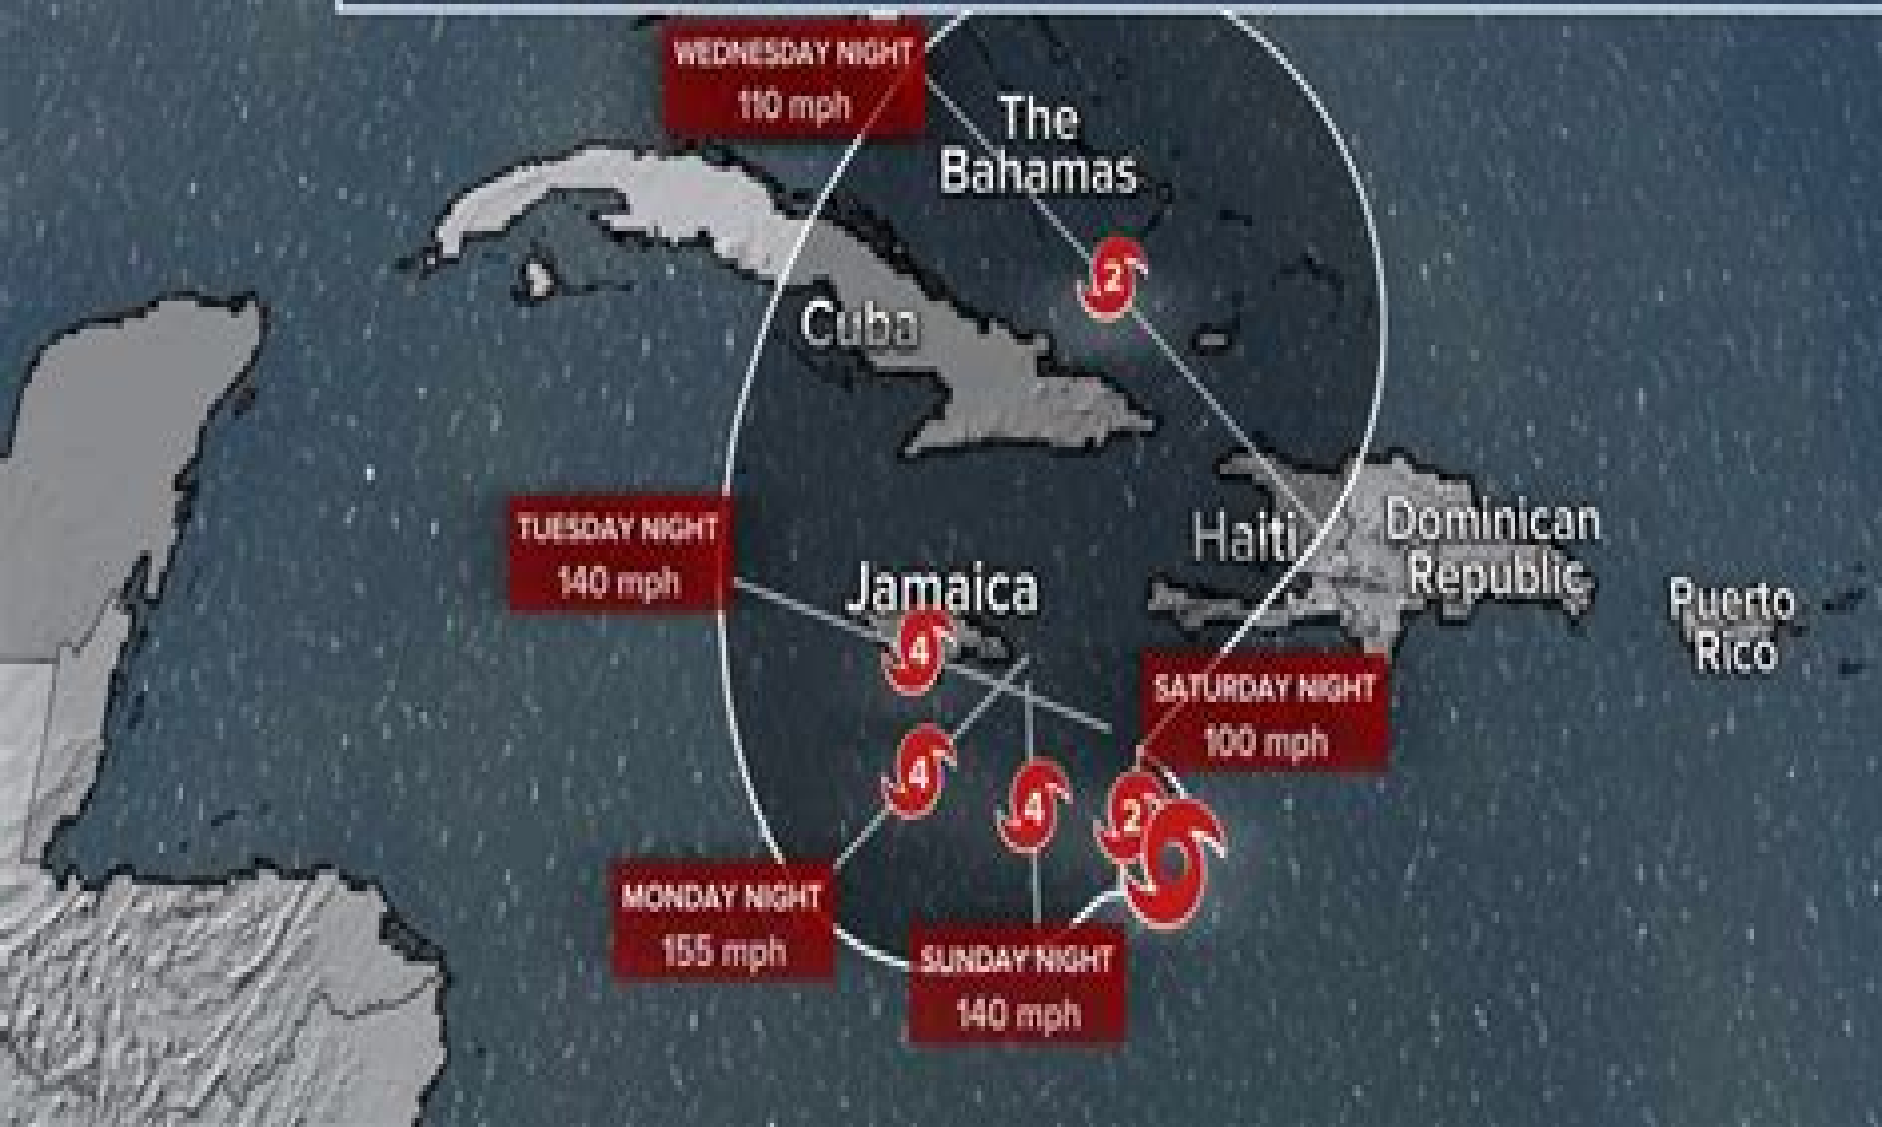 WEDNESDAY NIGHT
110 mph
The
Bahamas
2
Cuba
TUESDAY NIGHT
140 mph
Haiti
Dominican
Republic
Jamaica
Puerto
Rico
4
SATURDAY NIGHT
100 mph
4
4
2
MONDAY NIGHT
155 mph
SUNDAY NIGHT
140 mph